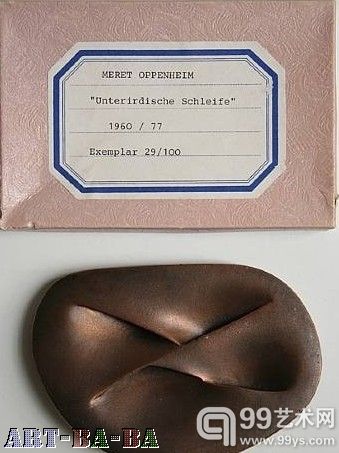 MERET OPPENHEIM
"Unterirdische Schleife"
1960 / 77
Exemplar 29/100
ART-BA-BA
99艺术网
www.99ys.com